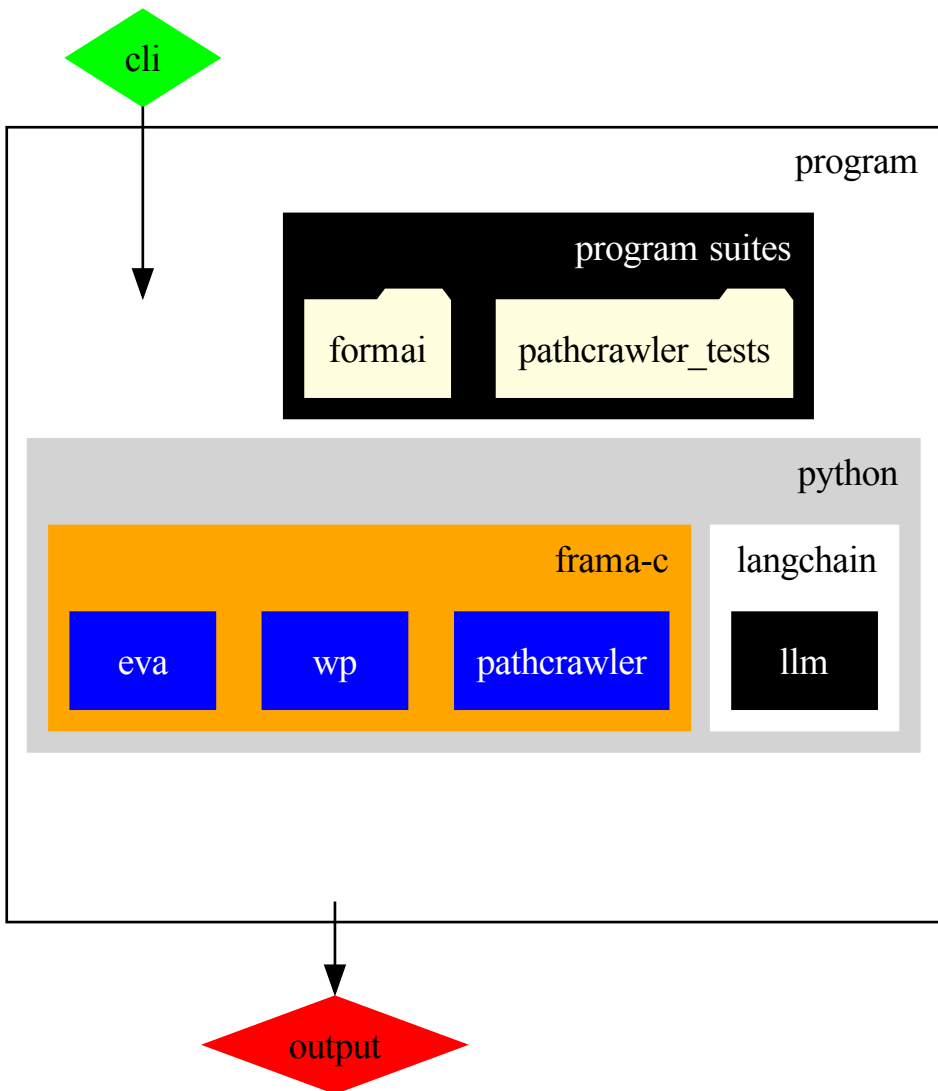 cli
program
program suites
formai
pathcrawler_tests
python
frama-c
langchain
eva
wp
pathcrawler
llm
output